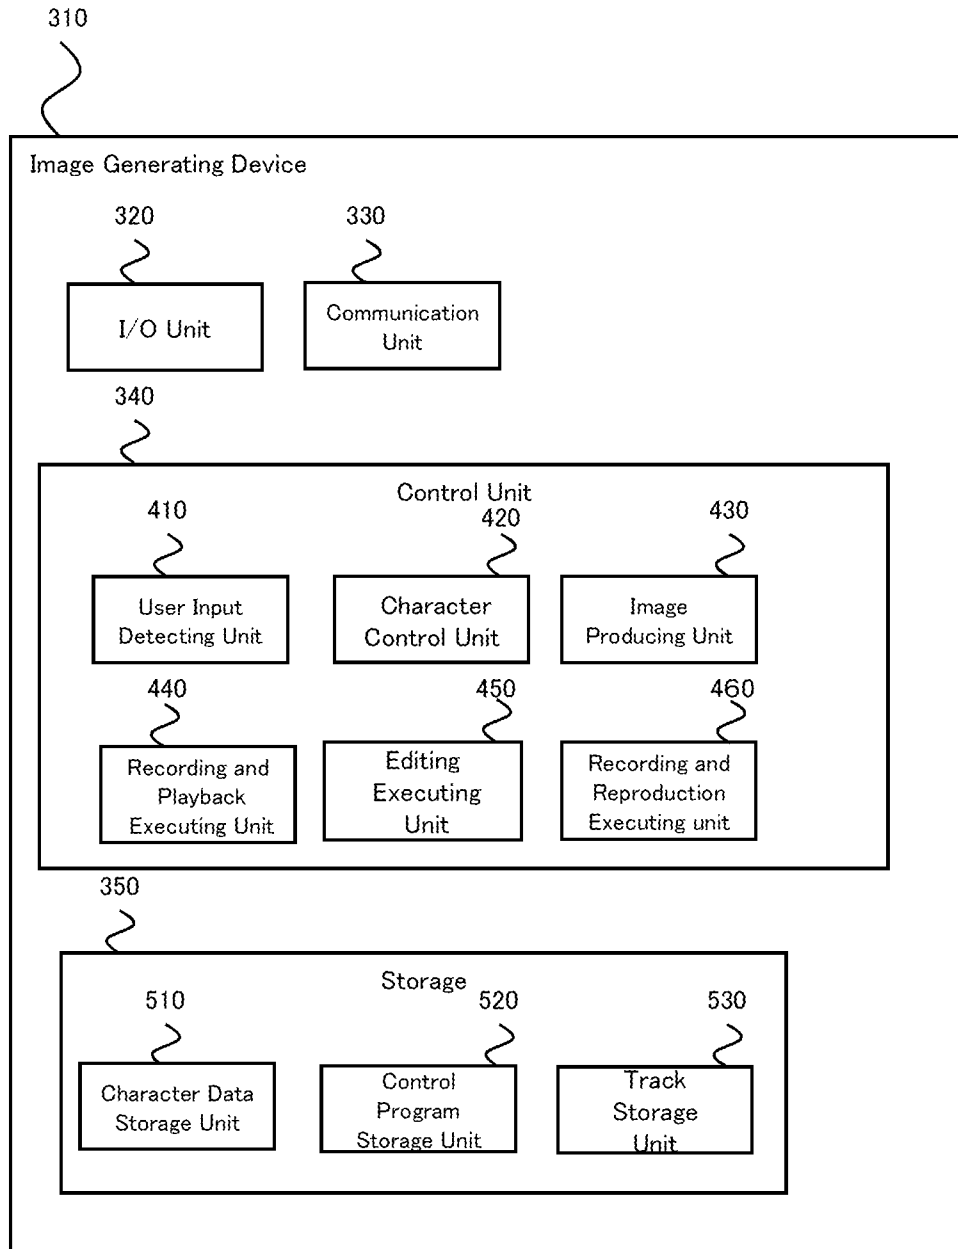 310
Image Generating Device
320
330
I/O Unit
Communication
Unit
340
Control Unit
410
420
430
User Input
Detecting Unit
Character
Control Unit
Image
Producing Unit
440
450
460
Recording and
Playback
Executing Unit
Editing
Executing
Unit
Recording and
Reproduction
Executing unit
350
Storage
510
520
530
Character Data
Storage Unit
Control
Program
Storage Unit
Track
Storage
Unit